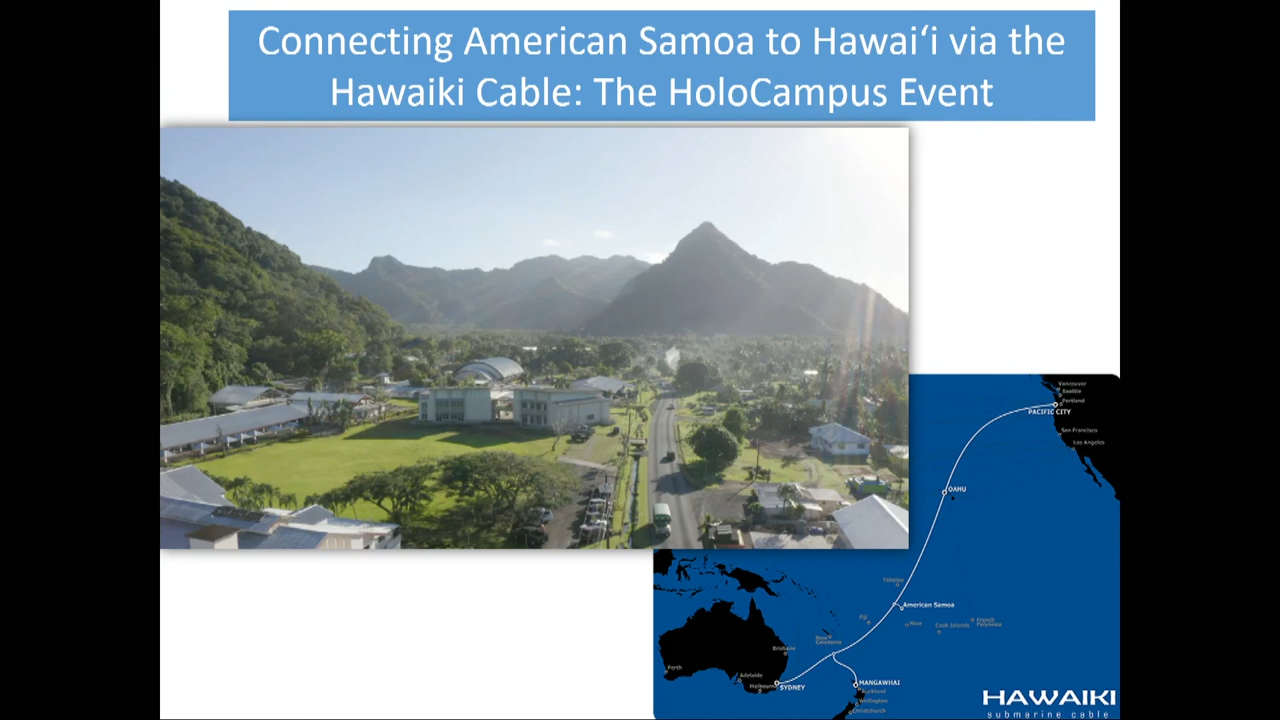 Connecting American Samoa to Hawaiʻi via the
Hawaiki Cable: The HoloCampus Event
Vancouver
Seattle
Portland
PACIFIC CITY
San Francisco
Los Angeles
OAHU
Tokelau
American Samoa
Fiji
Niue
Cook Islands
French
Polynesia
New
Caledonia
Brisbane
Perth
Adelaide
Melbourne
SYDNEY
MANGAWHAI
Auckland
Wellington
Christchurch
HAWAIKI
submarine cable